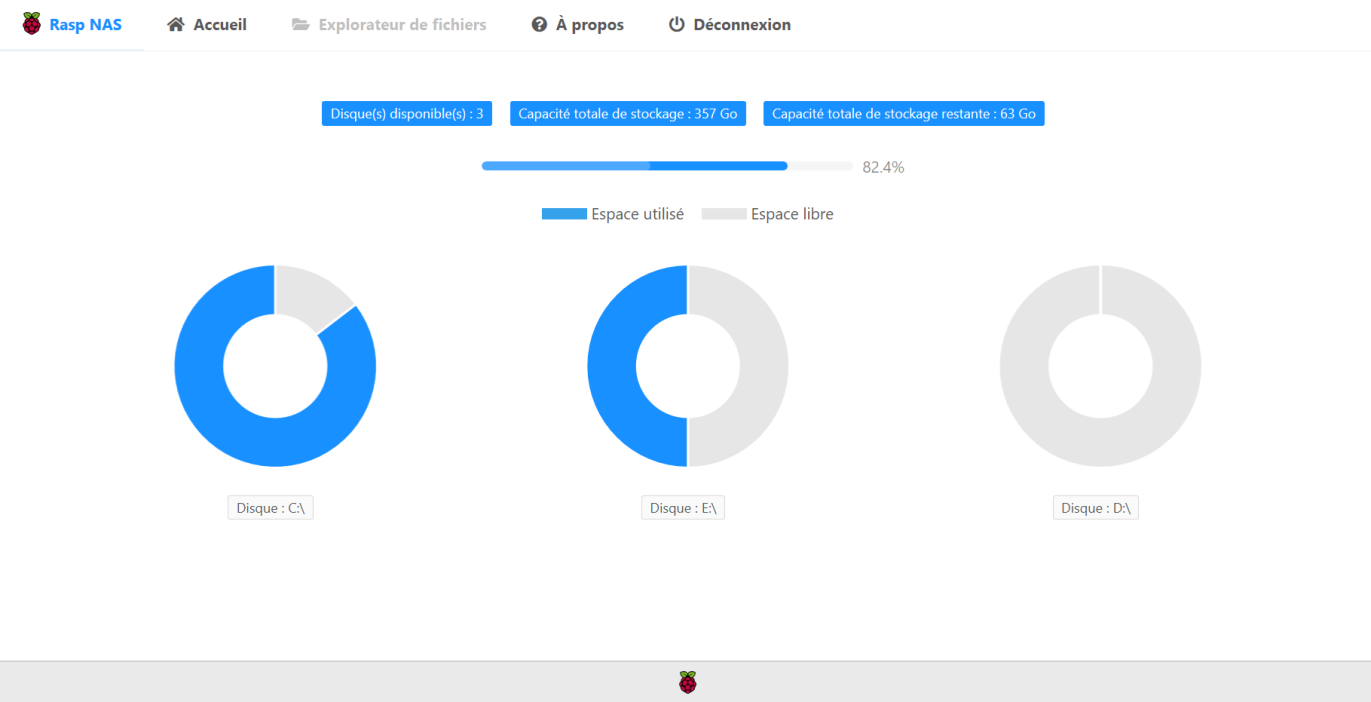 Rasp NAS Accueil Explorateur de fichiers À propos Déconnexion
Disque(s) disponible(s) : 3 Capacité totale de stockage : 357 Go Capacité totale de stockage restante : 63 Go
82.4%
Espace utilisé Espace libre
Disque : C:\ Disque : E:\ Disque : D:\